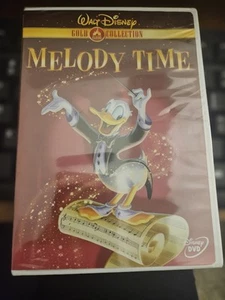 WALT DISNEY
GOLD COLLECTION
MELODY TIME
Disney
DVD